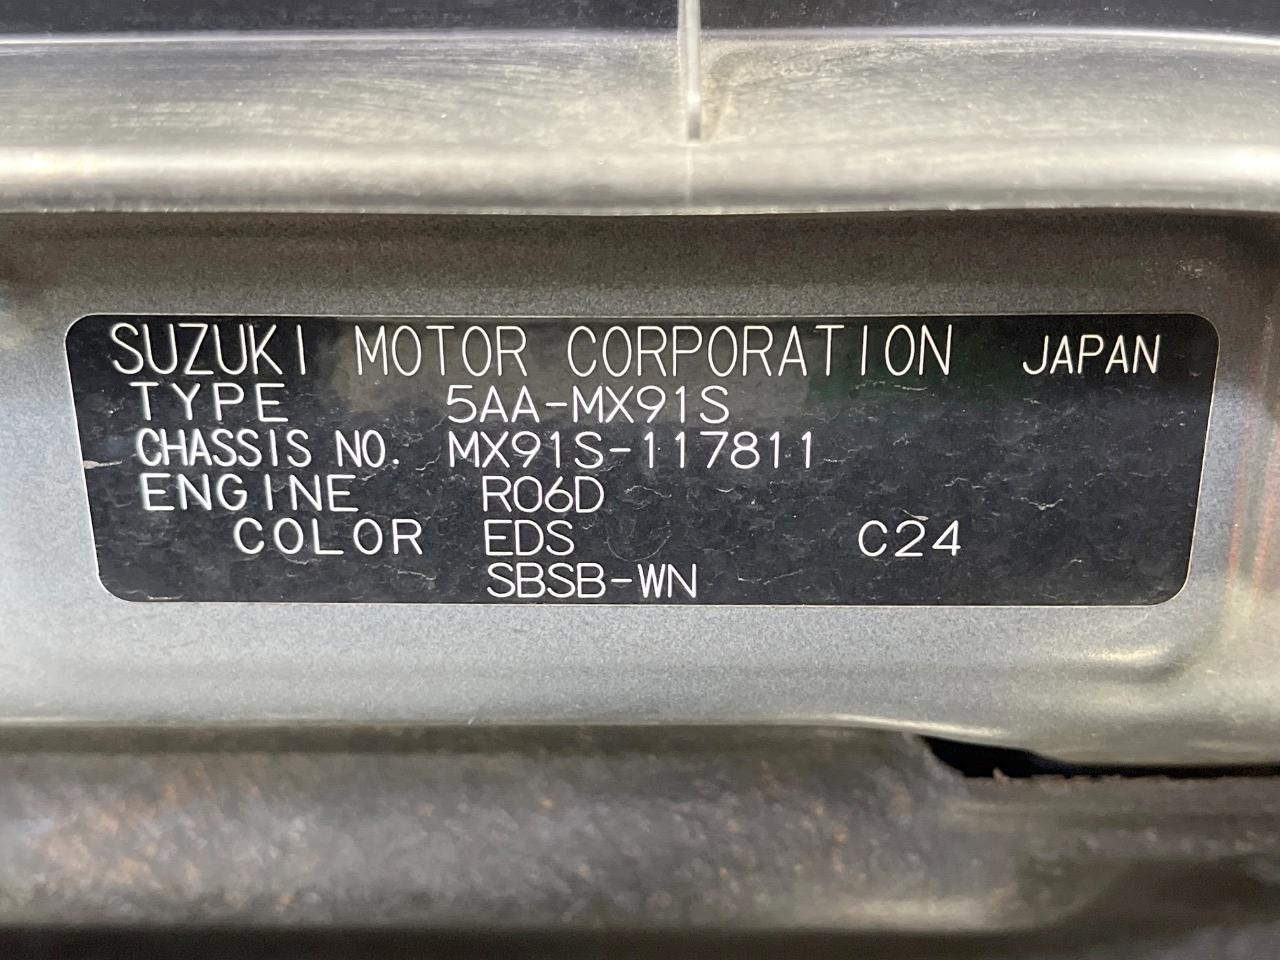 SUZUKI MOTOR CORPORATION JAPAN
TYPE 5AA-MX91S
CHASSIS NO. MX91S-117811
ENGINE R06D
COLOR EDS C24
SBSB-WN